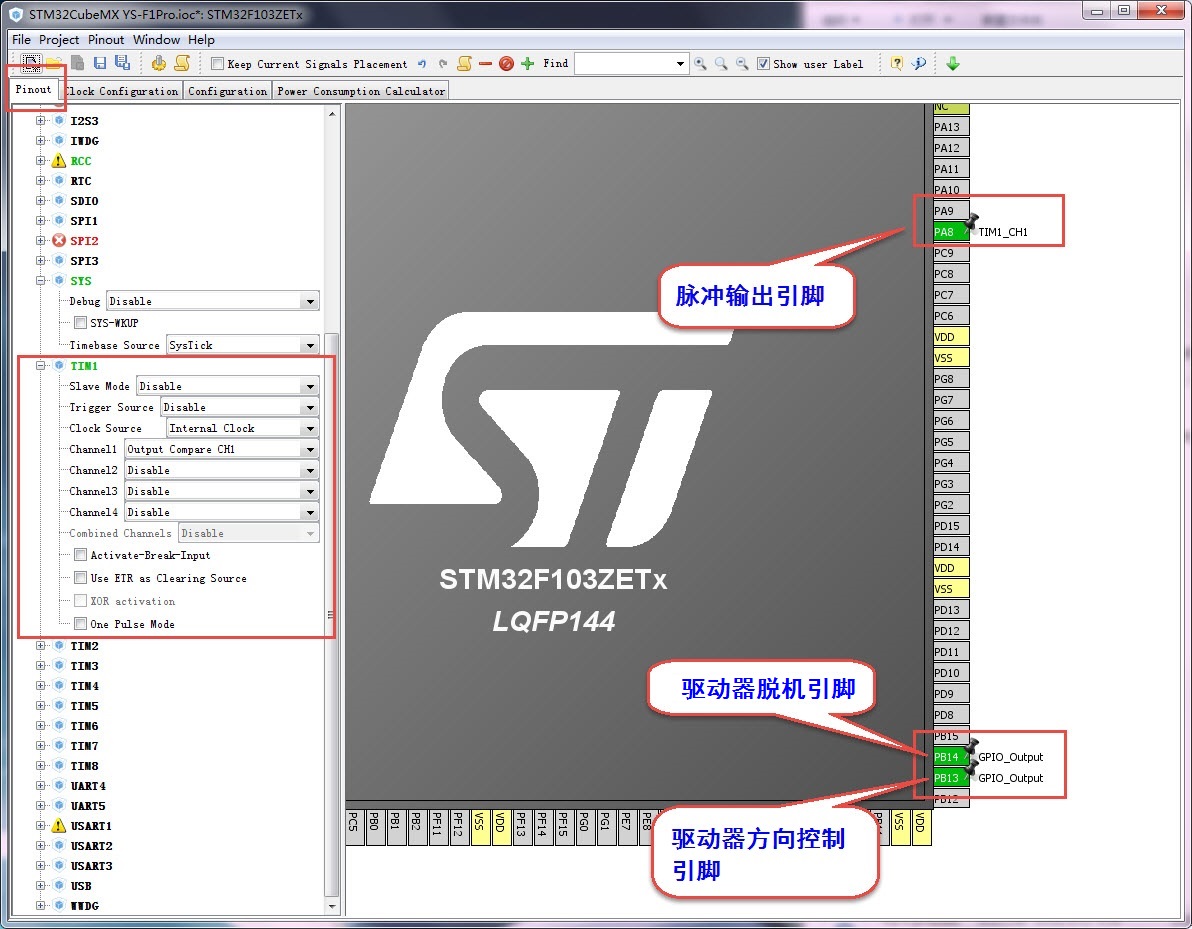 STM32CubeMX YS-F1Pro.ioc*: STM32F103ZETx
File Project Pinout Window Help
Keep Current Signals Placement
Find
Show user Label
Pinout
Clock Configuration
Configuration
Power Consumption Calculator
I2S3
IWDG
RCC
RTC
SDIO
SPI1
SPI2
SPI3
SYS
Debug Disable
SYS-WKUP
Timebase Source SysTick
TIM1
Slave Mode Disable
Trigger Source Disable
Clock Source Internal Clock
Channel1 Output Compare CH1
Channel2 Disable
Channel3 Disable
Channel4 Disable
Combined Channels Disable
Activate-Break-Input
Use ETR as Clearing Source
XOR activation
One Pulse Mode
TIM2
TIM3
TIM4
TIM5
TIM6
TIM7
TIM8
UART4
UART5
USART1
USART2
USART3
USB
WWDG
ST
STM32F103ZETx
LQFP144
脉冲输出引脚
驱动器脱机引脚
驱动器方向控制
引脚
NC
PA13
PA12
PA11
PA10
PA9
PA8 TIM1_CH1
PC9
PC8
PC7
PC6
VDD
VSS
PG8
PG7
PG6
PG5
PG4
PG3
PG2
PD15
PD14
VDD
VSS
PD13
PD12
PD11
PD10
PD9
PD8
PB15
PB14 GPIO_Output
PB13 GPIO_Output
PB12
PC5
PB0
PB1
PB2
PF11
PF12
VSS
VDD
PF13
PF14
PF15
PG0
PG1
PE7
PE8
VSS
VDD